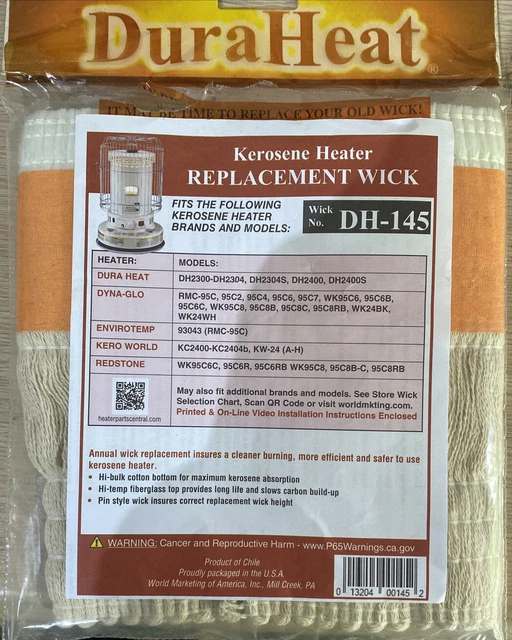 DuraHeat®
IT MAY BE TIME TO REPLACE YOUR OLD WICK!
Kerosene Heater
REPLACEMENT WICK
FITS THE FOLLOWING
KEROSENE HEATER
BRANDS AND MODELS:
Wick
No. DH-145
HEATER: MODELS:
DURA HEAT DH2300-DH2304, DH2304S, DH2400, DH2400S
DYNA-GLO RMC-95C, 95C2, 95C4, 95C6, 95C7, WK95C6, 95C6B,
95C6C, WK95C8, 95C8B, 95C8C, 95C8RB, WK24BK,
WK24WH
ENVIROTEMP 93043 (RMC-95C)
KERO WORLD KC2400-KC2404b, KW-24 (A-H)
REDSTONE WK95C6C, 95C6R, 95C6RB WK95C8, 95C8B-C, 95C8RB
heaterpartscentral.com
May also fit additional brands and models. See Store Wick
Selection Chart, Scan QR Code or visit worldmkting.com.
Printed & On-Line Video Installation Instructions Enclosed
Annual wick replacement insures a cleaner burning, more efficient and safer to use
kerosene heater.
• Hi-bulk cotton bottom for maximum kerosene absorption
• Hi-temp fiberglass top provides long life and slows carbon build-up
• Pin style wick insures correct replacement wick height
WARNING: Cancer and Reproductive Harm - www.P65Warnings.ca.gov
Product of Chile
Proudly packaged in the U.S.A.
World Marketing of America, Inc., Mill Creek, PA
0 13204 00145 2